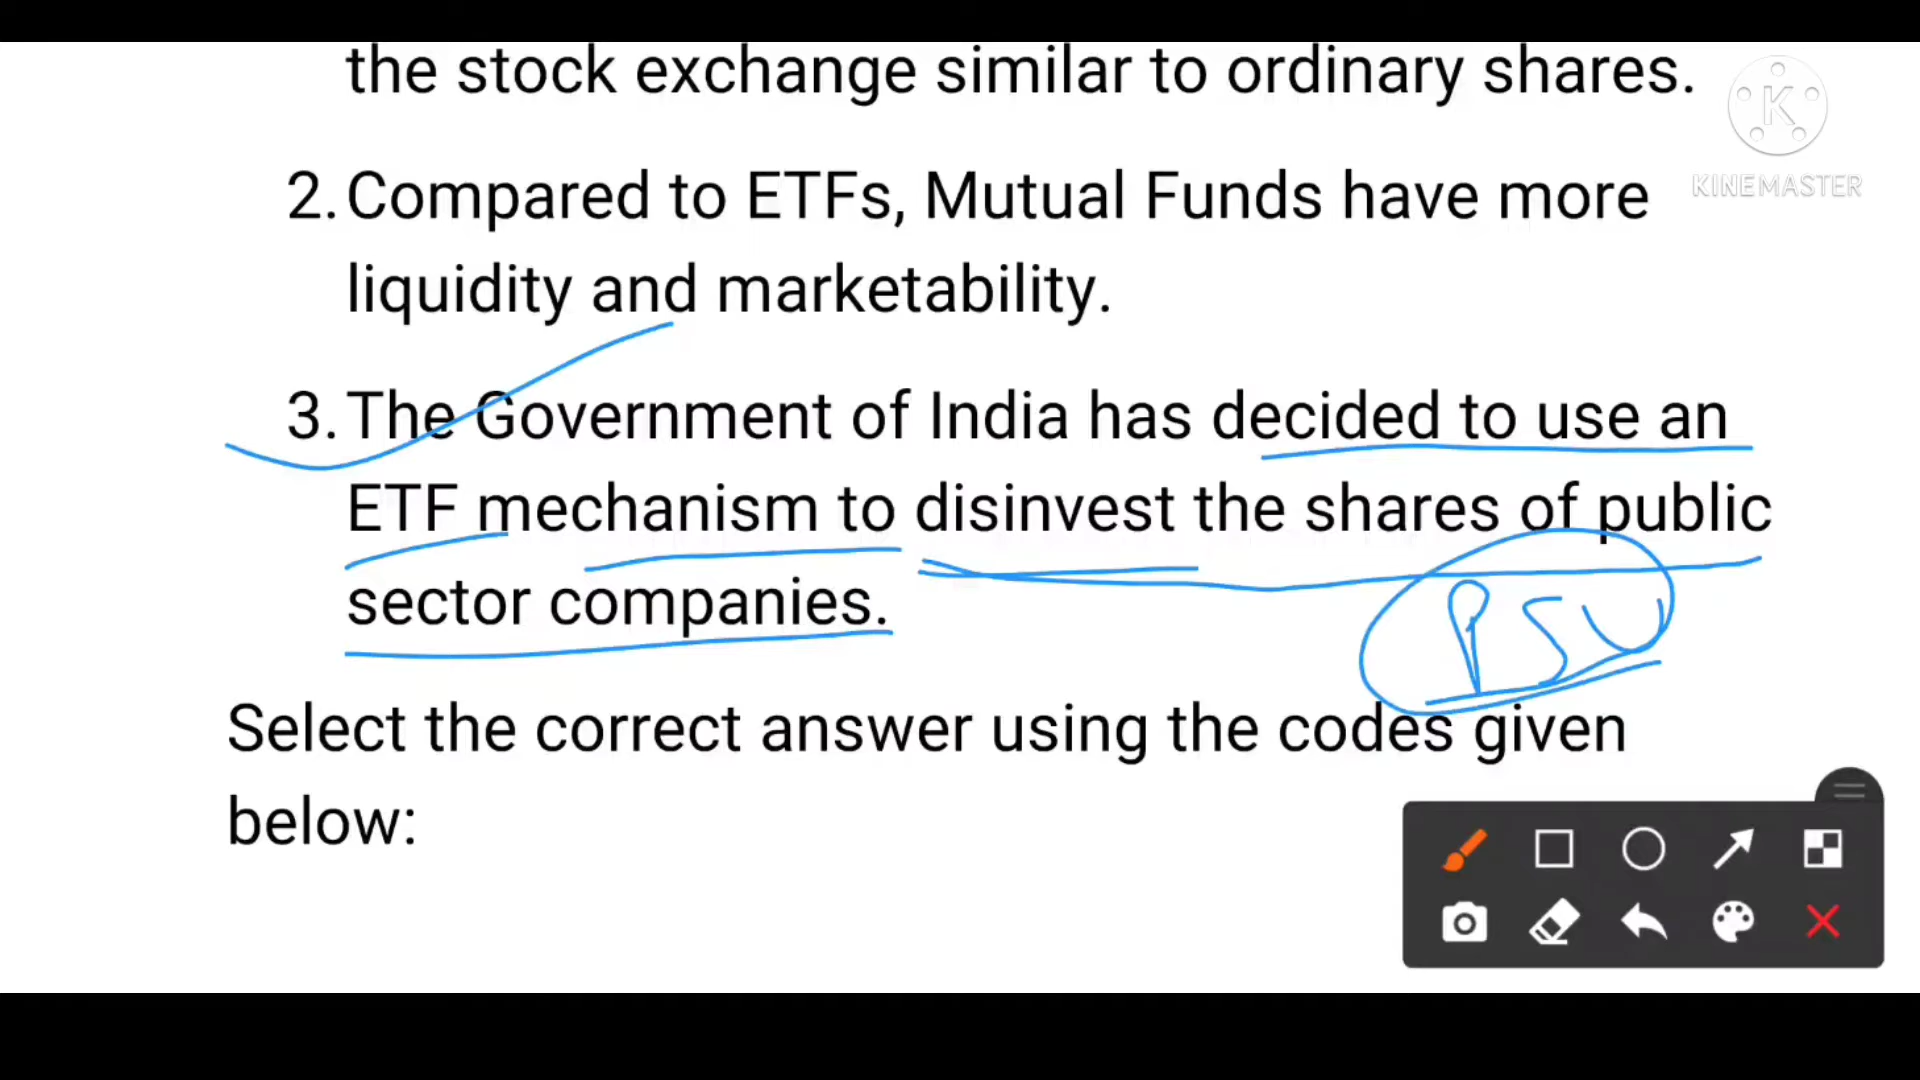 the stock exchange similar to ordinary shares.
K
KINEMASTER
2. Compared to ETFs, Mutual Funds have more
liquidity and marketability.
3. The Government of India has decided to use an
ETF mechanism to disinvest the shares of public
sector companies.
PSU
Select the correct answer using the codes given
below: